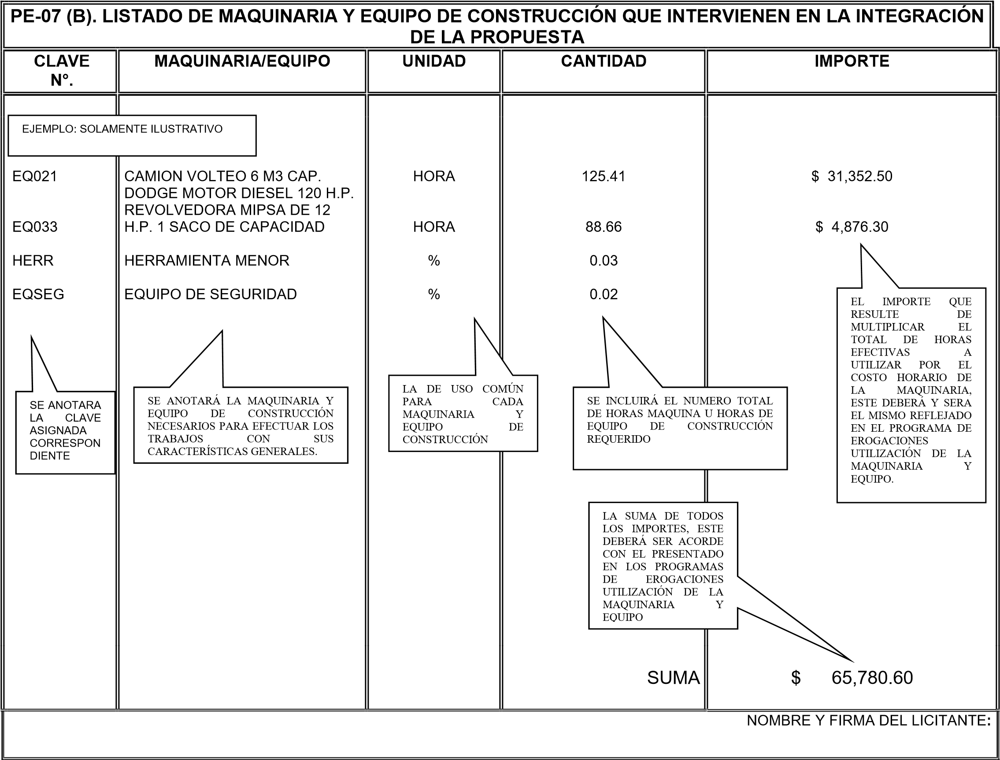 PE-07 (B). LISTADO DE MAQUINARIA Y EQUIPO DE CONSTRUCCIÓN QUE INTERVIENEN EN LA INTEGRACIÓN
DE LA PROPUESTA
CLAVE
N°.
MAQUINARIA/EQUIPO
UNIDAD
CANTIDAD
IMPORTE
EJEMPLO: SOLAMENTE ILUSTRATIVO
EQ021 CAMION VOLTEO 6 M3 CAP. HORA 125.41 $ 31,352.50
DODGE MOTOR DIESEL 120 H.P.
REVOLVEDORA MIPSA DE 12
EQ033 H.P. 1 SACO DE CAPACIDAD HORA 88.66 $ 4,876.30
HERR HERRAMIENTA MENOR % 0.03
EQSEG EQUIPO DE SEGURIDAD % 0.02
SE ANOTARA
LA CLAVE
ASIGNADA
CORRESPON
DIENTE
SE ANOTARÁ LA MAQUINARIA Y
EQUIPO DE CONSTRUCCIÓN
NECESARIOS PARA EFECTUAR LOS
TRABAJOS CON SUS
CARACTERÍSTICAS GENERALES.
LA DE USO COMÚN
PARA CADA
MAQUINARIA Y
EQUIPO DE
CONSTRUCCIÓN
SE INCLUIRÁ EL NUMERO TOTAL
DE HORAS MAQUINA U HORAS DE
EQUIPO DE CONSTRUCCIÓN
REQUERIDO
EL IMPORTE QUE
RESULTE DE
MULTIPLICAR EL
TOTAL DE HORAS
EFECTIVAS A
UTILIZAR POR EL
COSTO HORARIO DE
LA MAQUINARIA,
ESTE DEBERÁ Y SERA
EL MISMO REFLEJADO
EN EL PROGRAMA DE
EROGACIONES
UTILIZACIÓN DE LA
MAQUINARIA Y
EQUIPO.
LA SUMA DE TODOS
LOS IMPORTES, ESTE
DEBERÁ SER ACORDE
CON EL PRESENTADO
EN LOS PROGRAMAS
DE EROGACIONES
UTILIZACIÓN DE LA
MAQUINARIA Y
EQUIPO
SUMA $ 65,780.60
NOMBRE Y FIRMA DEL LICITANTE: